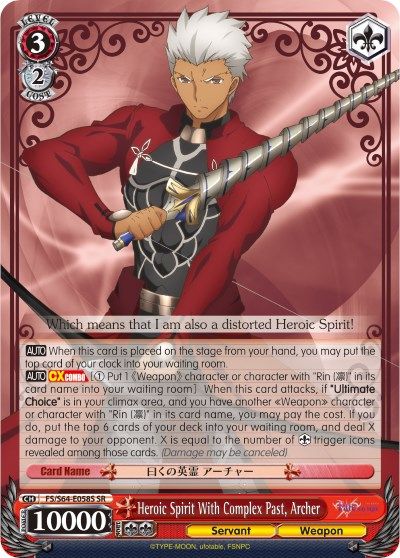 LEVEL
3
2
COST
Which means that I am also a distorted Heroic Spirit!
AUTO When this card is placed on the stage from your hand, you may put the
top card of your clock into your waiting room.
AUTO CXCOMBO [① Put 1 《Weapon》 character or character with "Rin (凛)" in its
card name into your waiting room] When this card attacks, if "Ultimate
Choice" is in your climax area, and you have another «Weapon» character
or character with "Rin (凛)" in its card name, you may pay the cost. If you
do, put the top 6 cards of your deck into your waiting room, and deal X
damage to your opponent. X is equal to the number of trigger icons
revealed among those cards. (Damage may be canceled)
Card Name
曰くの英霊 アーチャー
CH FS/S64-E058S SR
Heroic Spirit With Complex Past, Archer
POWER
10000
SOUL
Servant
Weapon
©TYPE-MOON, ufotable, FSNPC